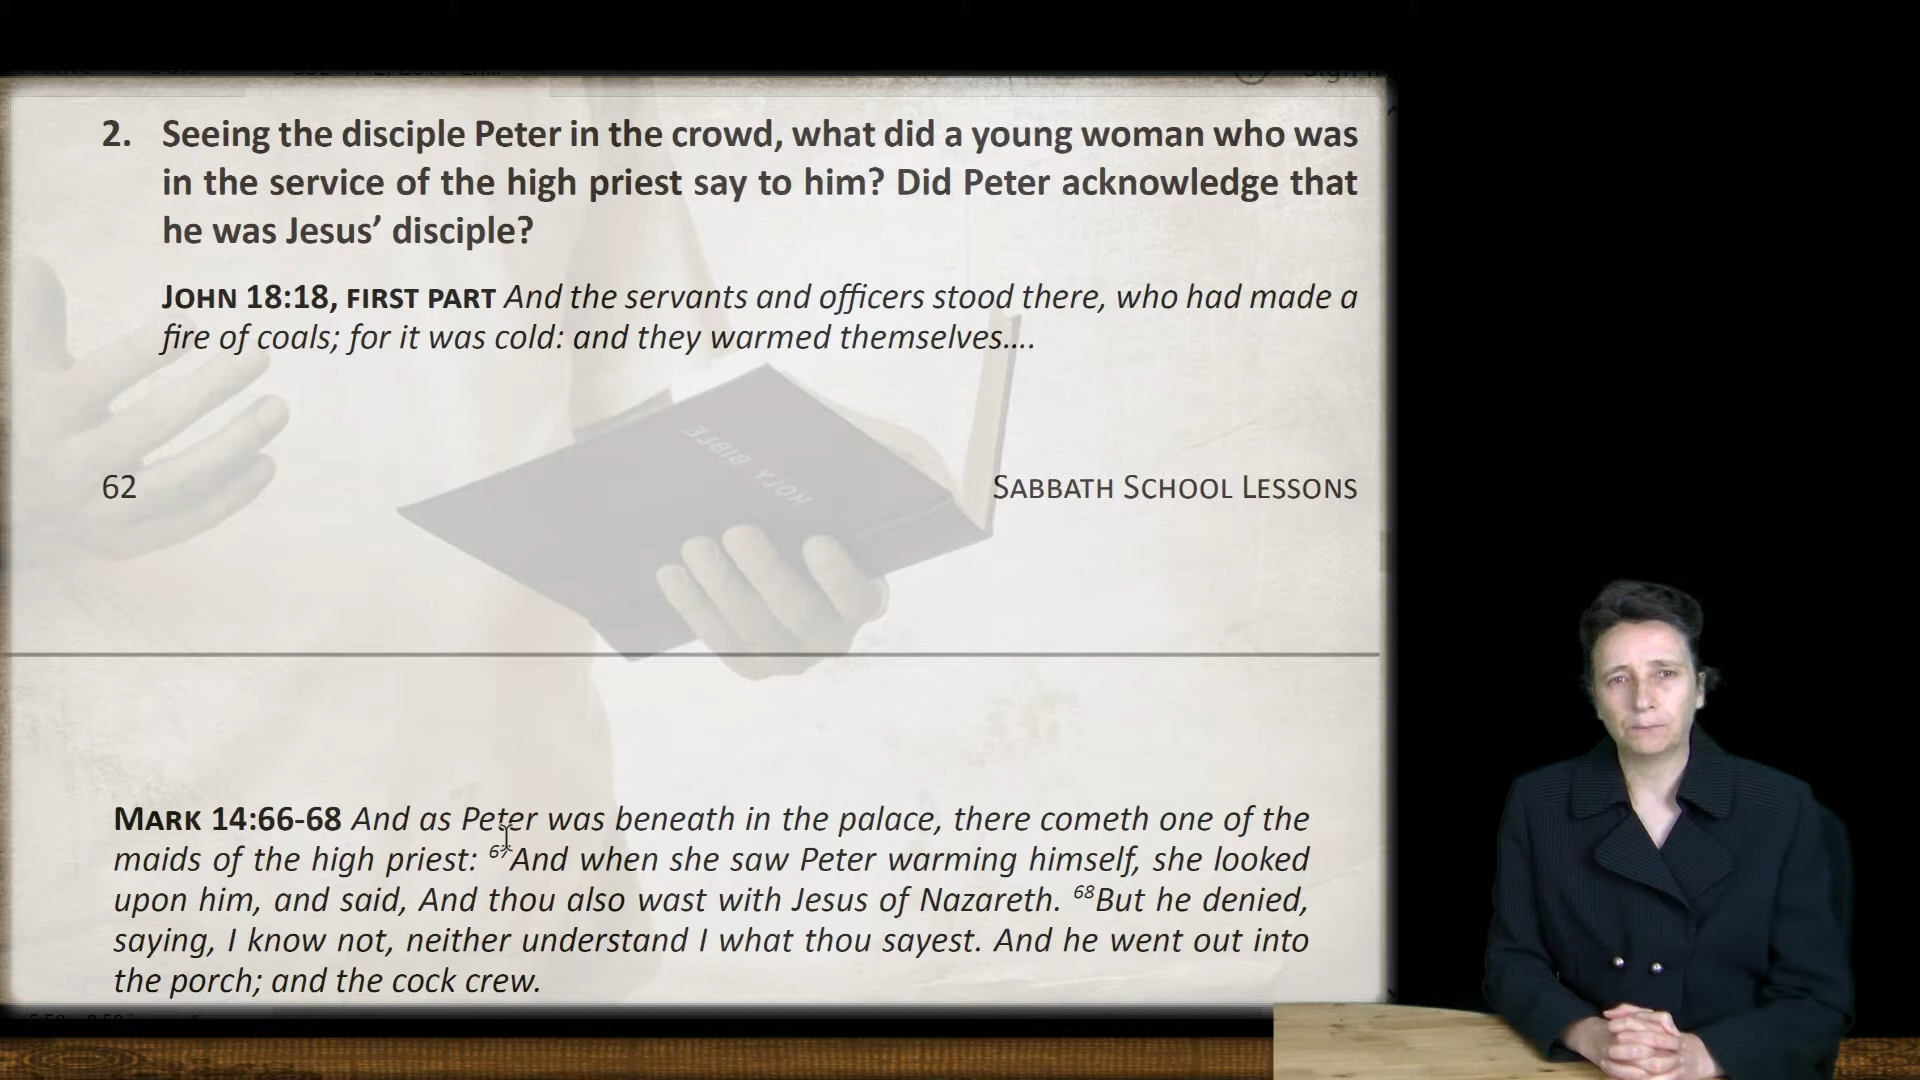 2. Seeing the disciple Peter in the crowd, what did a young woman who was
in the service of the high priest say to him? Did Peter acknowledge that
he was Jesus’ disciple?
JOHN 18:18, FIRST PART And the servants and officers stood there, who had made a
fire of coals; for it was cold: and they warmed themselves....
HOLY BIBLE
62 SABBATH SCHOOL LESSONS
MARK 14:66-68 And as Peter was beneath in the palace, there cometh one of the
maids of the high priest: 67And when she saw Peter warming himself, she looked
upon him, and said, And thou also wast with Jesus of Nazareth. 68But he denied,
saying, I know not, neither understand I what thou sayest. And he went out into
the porch; and the cock crew.